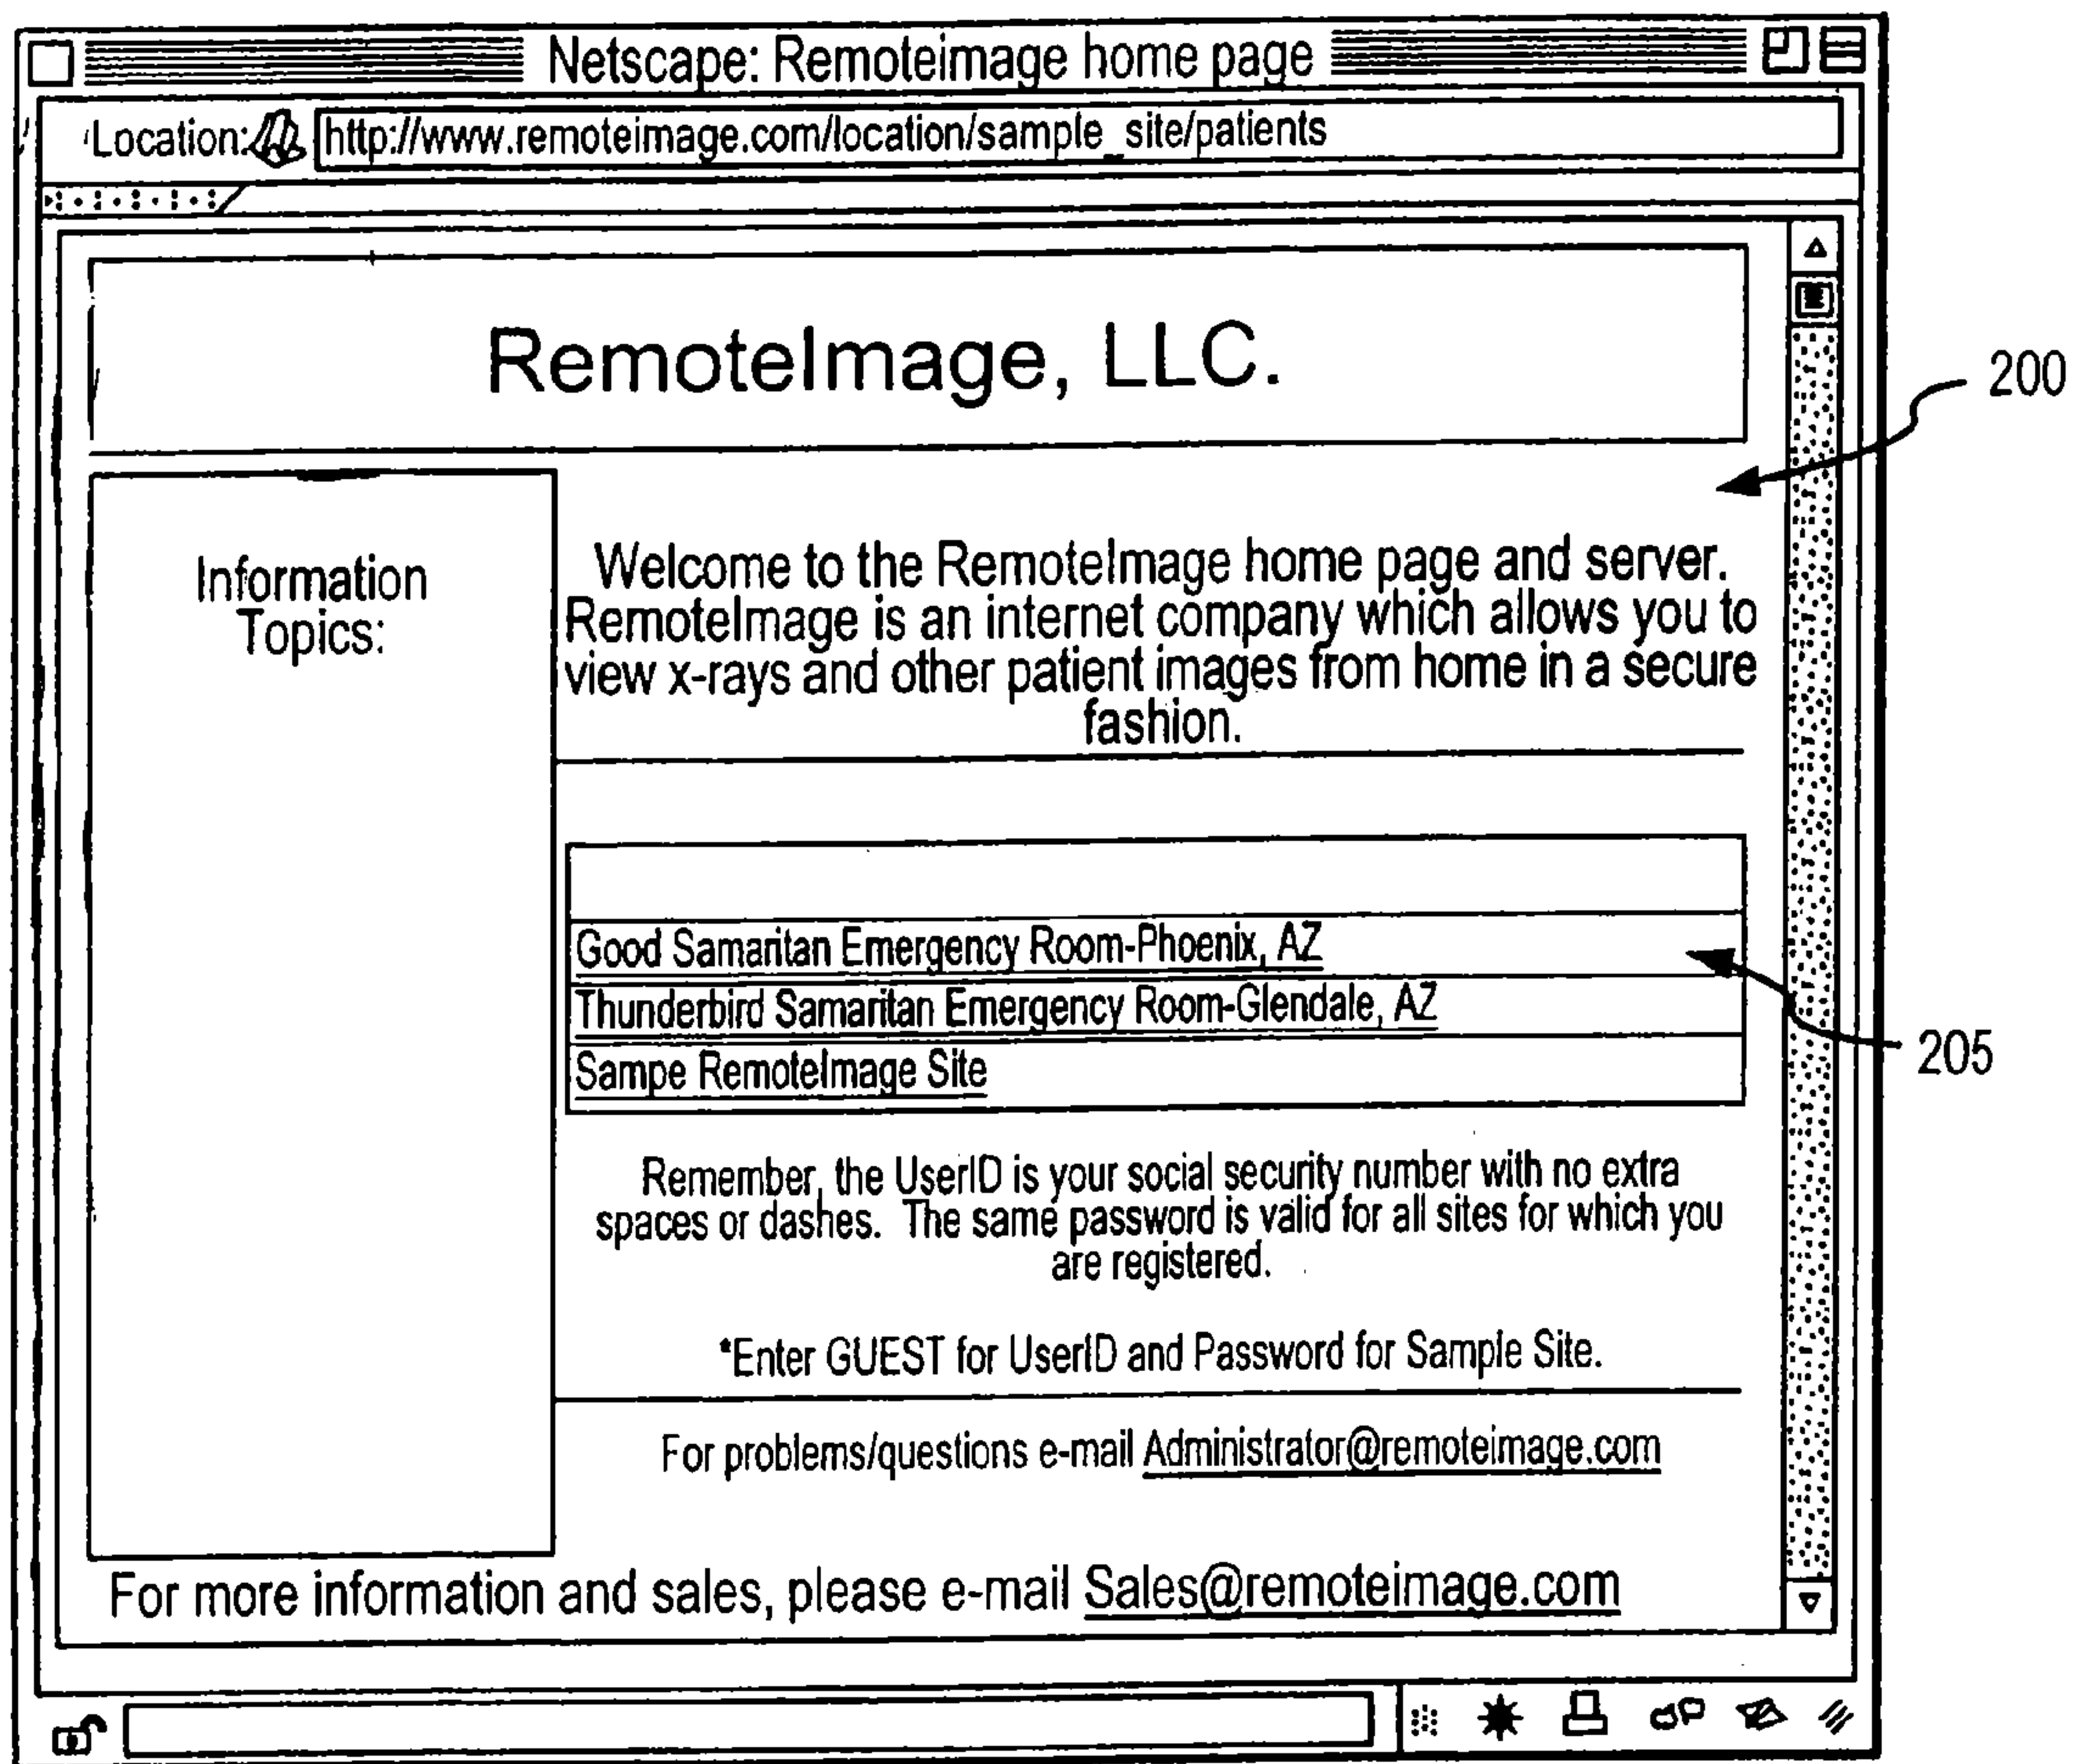 Netscape: Remoteimage home page
Location: http://www.remoteimage.com/location/sample_site/patients
RemoteImage, LLC.
200
Information
Topics:
Welcome to the RemoteImage home page and server.
RemoteImage is an internet company which allows you to
view x-rays and other patient images from home in a secure
fashion.
Good Samaritan Emergency Room-Phoenix, AZ
Thunderbird Samaritan Emergency Room-Glendale, AZ
Sampe RemoteImage Site
205
Remember, the UserID is your social security number with no extra
spaces or dashes. The same password is valid for all sites for which you
are registered.
*Enter GUEST for UserID and Password for Sample Site.
For problems/questions e-mail Administrator@remoteimage.com
For more information and sales, please e-mail Sales@remoteimage.com